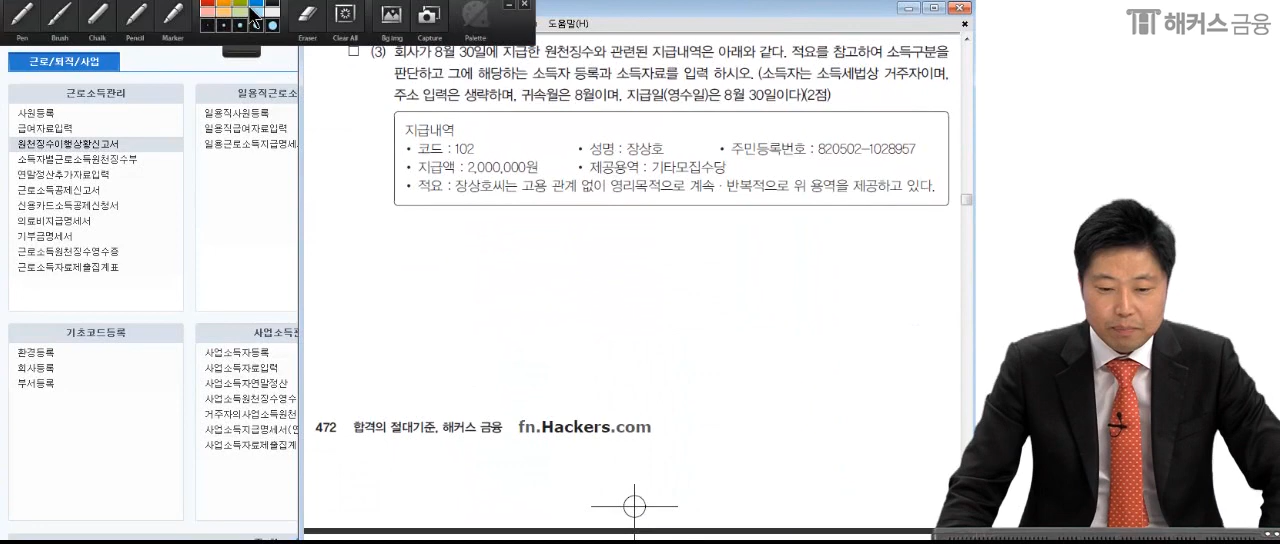 Pen
Brush
Chalk
Pencil
Marker
Eraser
Clear All
Bg Img
Capture
Palette
도움말(H)
해커스 금융
근로/퇴직/사업
근로소득관리
사원등록
급여자료입력
원천징수이행상황신고서
소득자별근로소득원천징수부
연말정산추가자료입력
근로소득공제신고서
신용카드소득공제신청서
의료비지급명세서
기부금명세서
근로소득원천징수영수증
근로소득자료제출집계표
일용직근로소
일용직사원등록
일용직급여자료입력
일용근로소득지급명세
기초코드등록
환경등록
회사등록
부서등록
사업소득
사업소득자등록
사업소득자료입력
사업소득자연말정산
사업소득원천징수영수
거주자의사업소득원천
사업소득지급명세서(연
사업소득자료제출집계
□ (3) 회사가 8월 30일에 지급한 원천징수와 관련된 지급내역은 아래와 같다. 적요를 참고하여 소득구분을
판단하고 그에 해당하는 소득자 등록과 소득자료를 입력 하시오. (소득자는 소득세법상 거주자이며,
주소 입력은 생략하며, 귀속월은 8월이며, 지급일(영수일)은 8월 30일이다)(2점)
지급내역
• 코드 : 102 • 성명 : 장상호 • 주민등록번호 : 820502-1028957
• 지급액 : 2,000,000원 • 제공용역 : 기타모집수당
• 적요 : 장상호씨는 고용 관계 없이 영리목적으로 계속 · 반복적으로 위 용역을 제공하고 있다.
472 합격의 절대기준, 해커스 금융 fn.Hackers.com